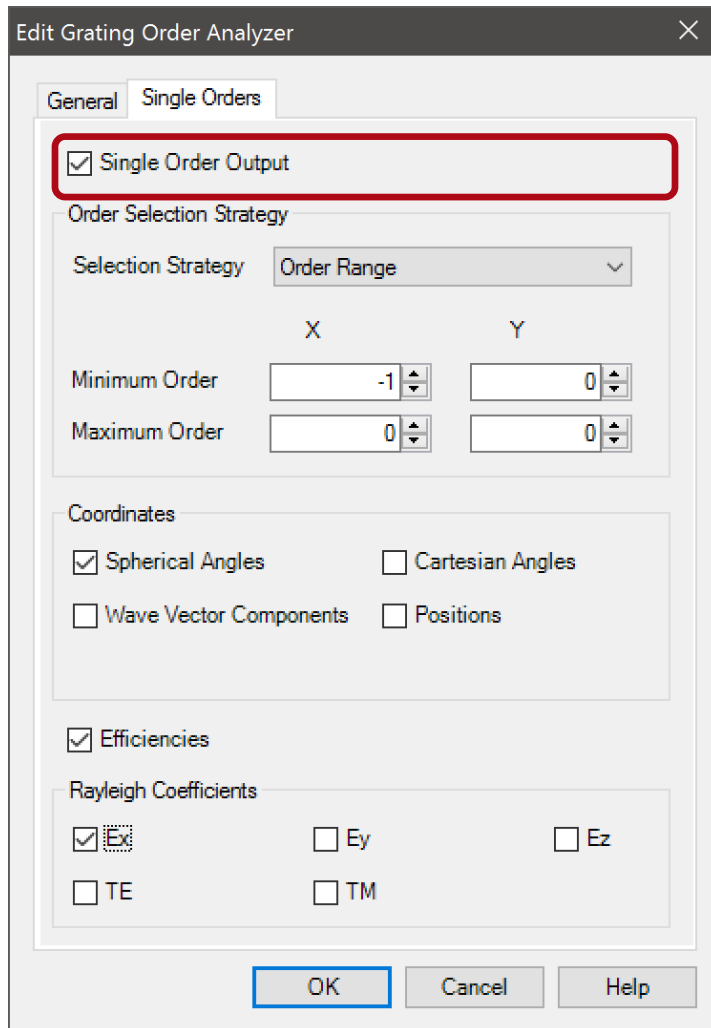 Edit Grating Order Analyzer
General Single Orders
Single Order Output
Order Selection Strategy
Selection Strategy Order Range
X Y
Minimum Order -1 0
Maximum Order 0 0
Coordinates
Spherical Angles Cartesian Angles
Wave Vector Components Positions
Efficiencies
Rayleigh Coefficients
Ex Ey Ez
TE TM
OK Cancel Help